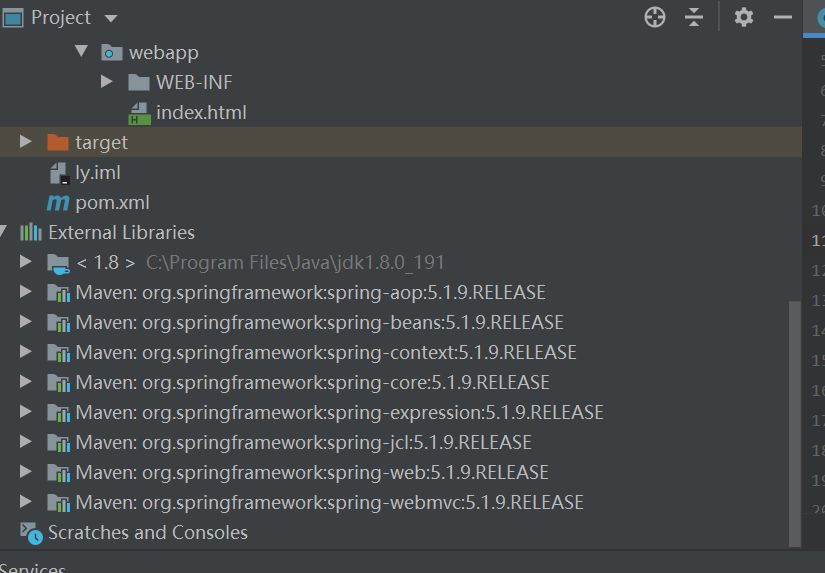 Project
webapp
WEB-INF
index.html
target
ly.iml
pom.xml
External Libraries
< 1.8 > C:\Program Files\Java\jdk1.8.0_191
Maven: org.springframework:spring-aop:5.1.9.RELEASE
Maven: org.springframework:spring-beans:5.1.9.RELEASE
Maven: org.springframework:spring-context:5.1.9.RELEASE
Maven: org.springframework:spring-core:5.1.9.RELEASE
Maven: org.springframework:spring-expression:5.1.9.RELEASE
Maven: org.springframework:spring-jcl:5.1.9.RELEASE
Maven: org.springframework:spring-web:5.1.9.RELEASE
Maven: org.springframework:spring-webmvc:5.1.9.RELEASE
Scratches and Consoles
Services